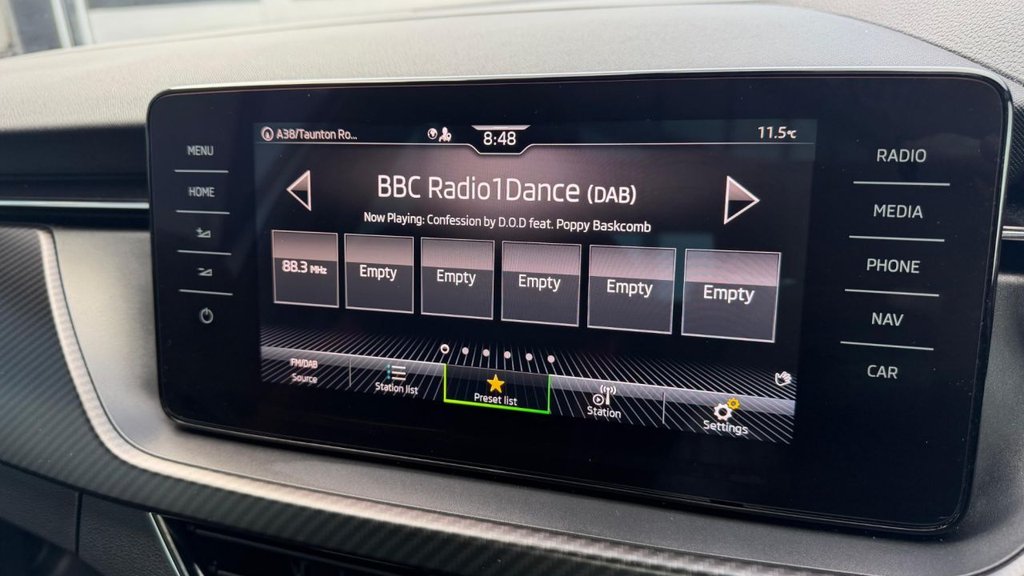 MENU
HOME
A38/Taunton Ro...
8:48
11.5°C
BBC Radio1Dance (DAB)
Now Playing: Confession by D.O.D feat. Poppy Baskcomb
88.3 MHz
Empty
Empty
Empty
Empty
Empty
FM/DAB
Source
Station list
Preset list
Station
Settings
RADIO
MEDIA
PHONE
NAV
CAR